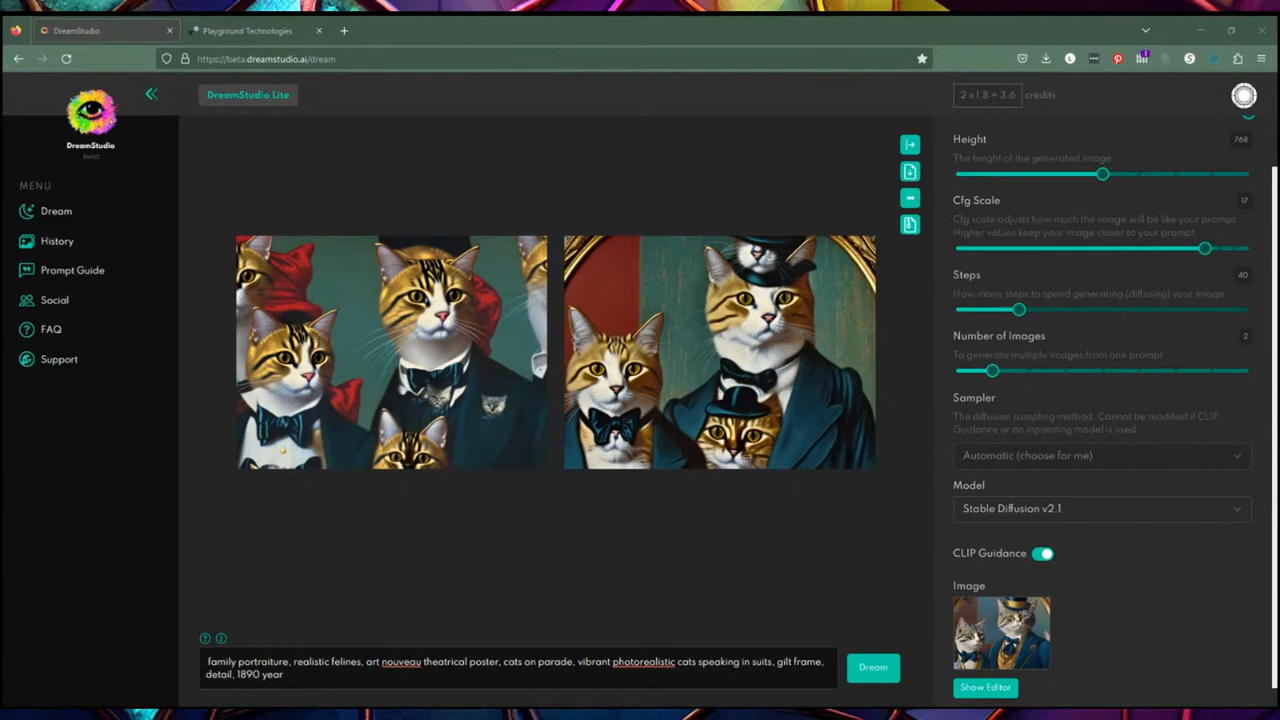 DreamStudio
Playground Technologies
https://beta.dreamstudio.ai/dream
DreamStudio
Beta
MENU
Dream
History
Prompt Guide
Social
FAQ
Support
DreamStudio Lite
2 x 1.8 = 3.6 credits
Height 768
The height of the generated image.
Cfg Scale 17
Cfg scale adjusts how much the image will be like your prompt.
Higher values keep your image closer to your prompt.
Steps 40
How many steps to spend generating (diffusing) your image.
Number of Images 2
To generate multiple images from one prompt
Sampler
The diffusion sampling method. Cannot be modified if CLIP
Guidance or an inpainting model is used
Automatic (choose for me)
Model
Stable Diffusion v2.1
CLIP Guidance
Image
Show Editor
family portraiture, realistic felines, art nouveau theatrical poster, cats on parade, vibrant photorealistic cats speaking in suits, gilt frame,
detail, 1890 year
Dream